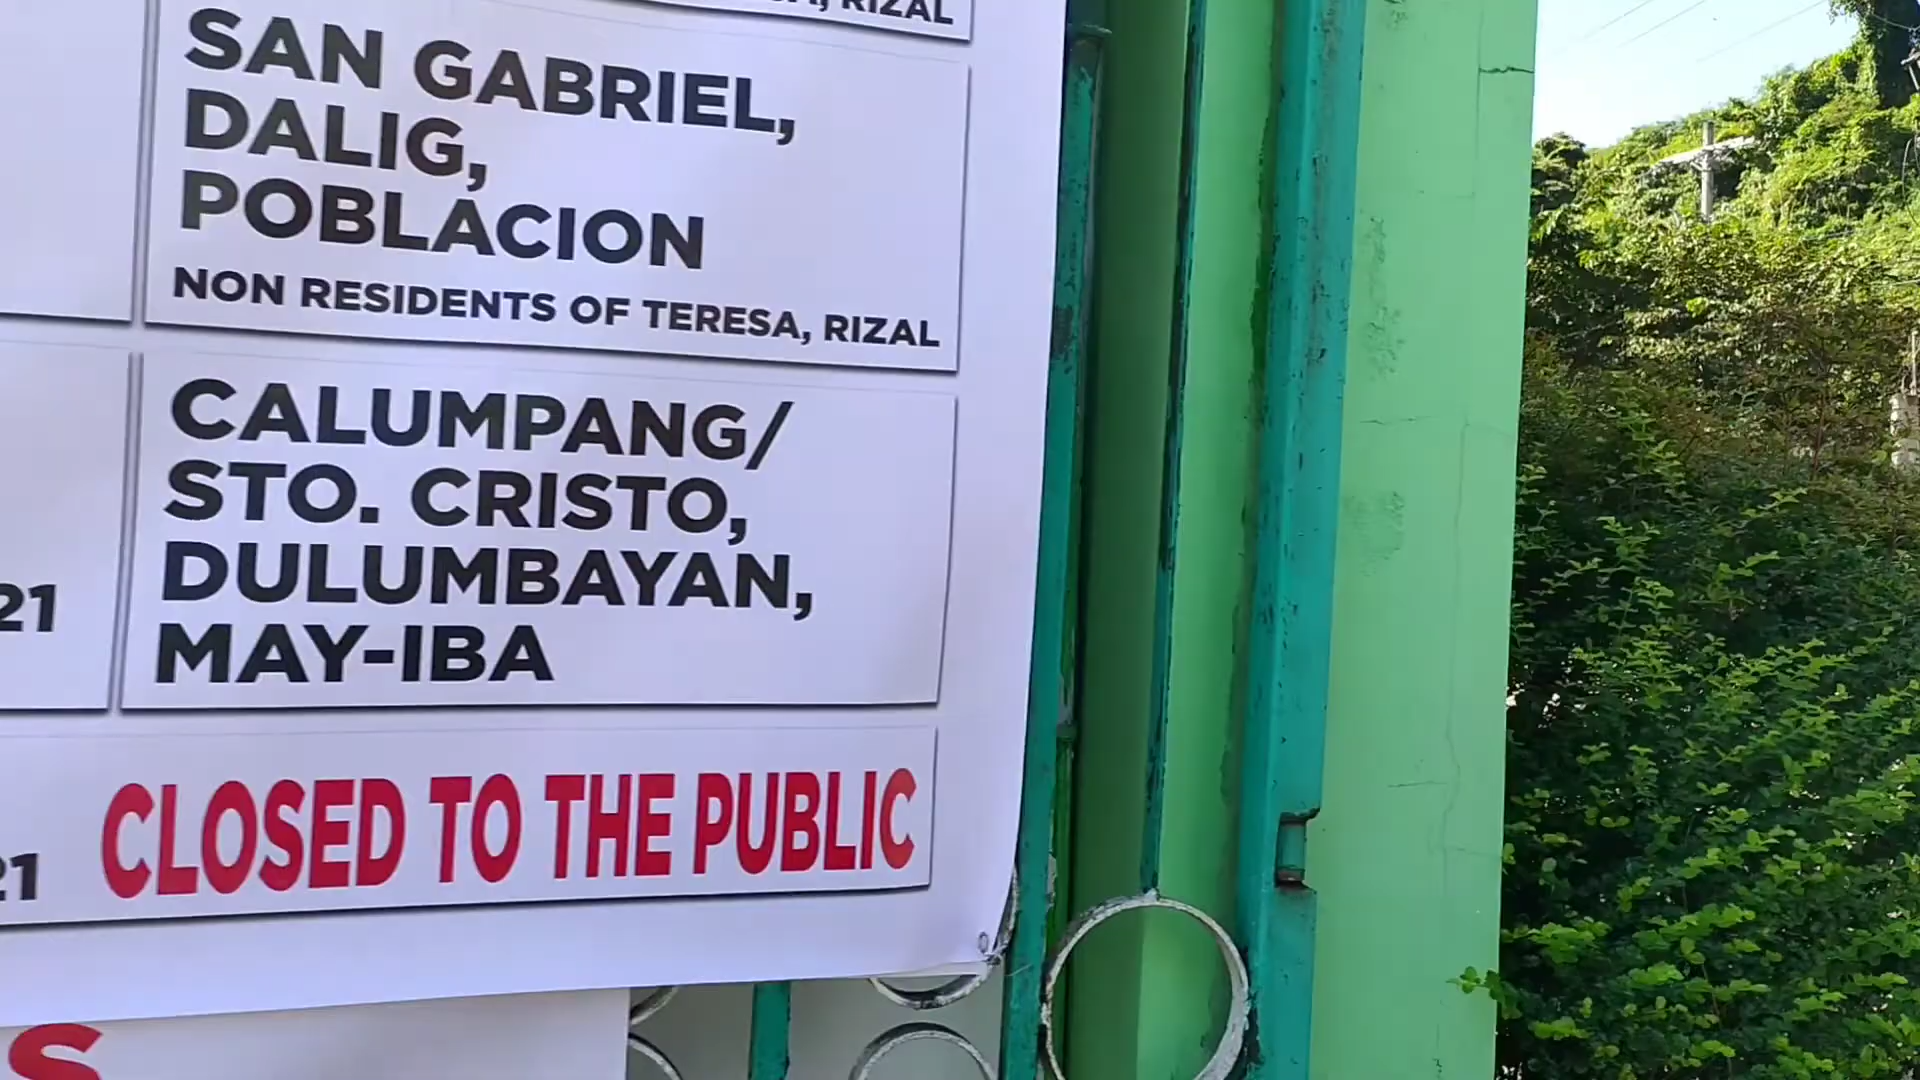 RIZAL
SAN GABRIEL,
DALIG,
POBLACION
NON RESIDENTS OF TERESA, RIZAL
CALUMPANG/
STO. CRISTO,
DULUMBAYAN,
21
MAY-IBA
CLOSED TO THE PUBLIC
21
S